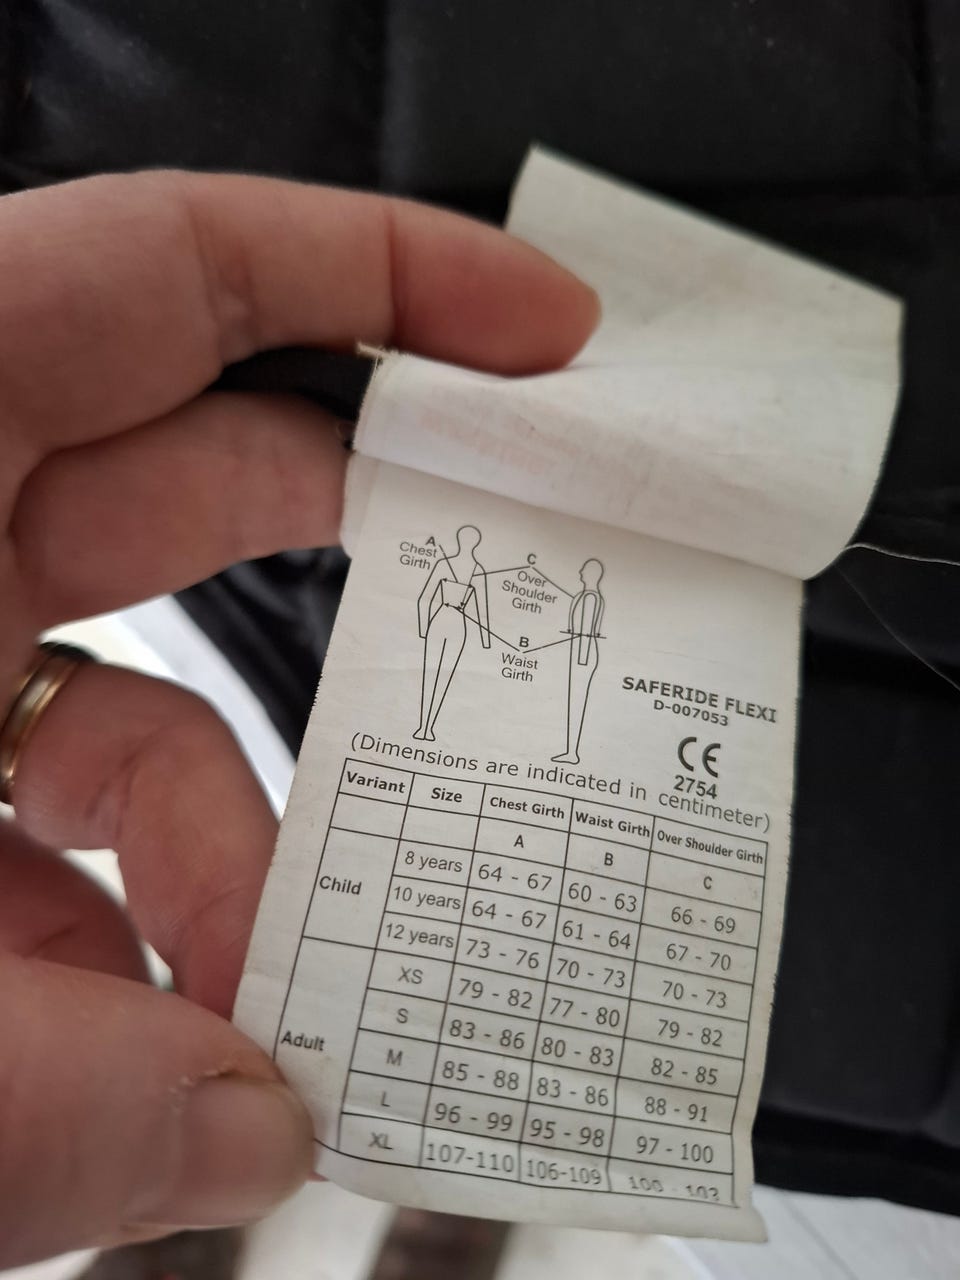 A
Chest
Girth
C
Over
Shoulder
Girth
B
Waist
Girth
SAFERIDE FLEXI
D-007053
CE
2754
(Dimensions are indicated in centimeter)
Variant Size Chest Girth Waist Girth Over Shoulder Girth
A B C
Child
8 years 64 - 67 60 - 63 66 - 69
10 years 64 - 67 61 - 64 67 - 70
12 years 73 - 76 70 - 73 70 - 73
Adult
XS 79 - 82 77 - 80 79 - 82
S 83 - 86 80 - 83 82 - 85
M 85 - 88 83 - 86 88 - 91
L 96 - 99 95 - 98 97 - 100
XL 107-110 106-109